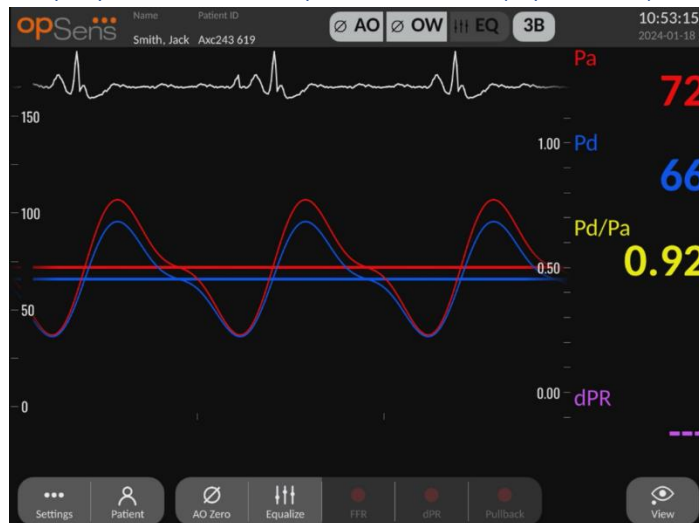 opSens
Name Patient ID
Smith, Jack Axc243 619
Ø AO Ø OW EQ 3B
10:53:15
2024-01-18
Pa
72
150
1.00
Pd
66
100
Pd/Pa
0.92
0.50
50
0.00
dPR
---
0
Settings Patient AO Zero Equalize FFR dPR Pullback View